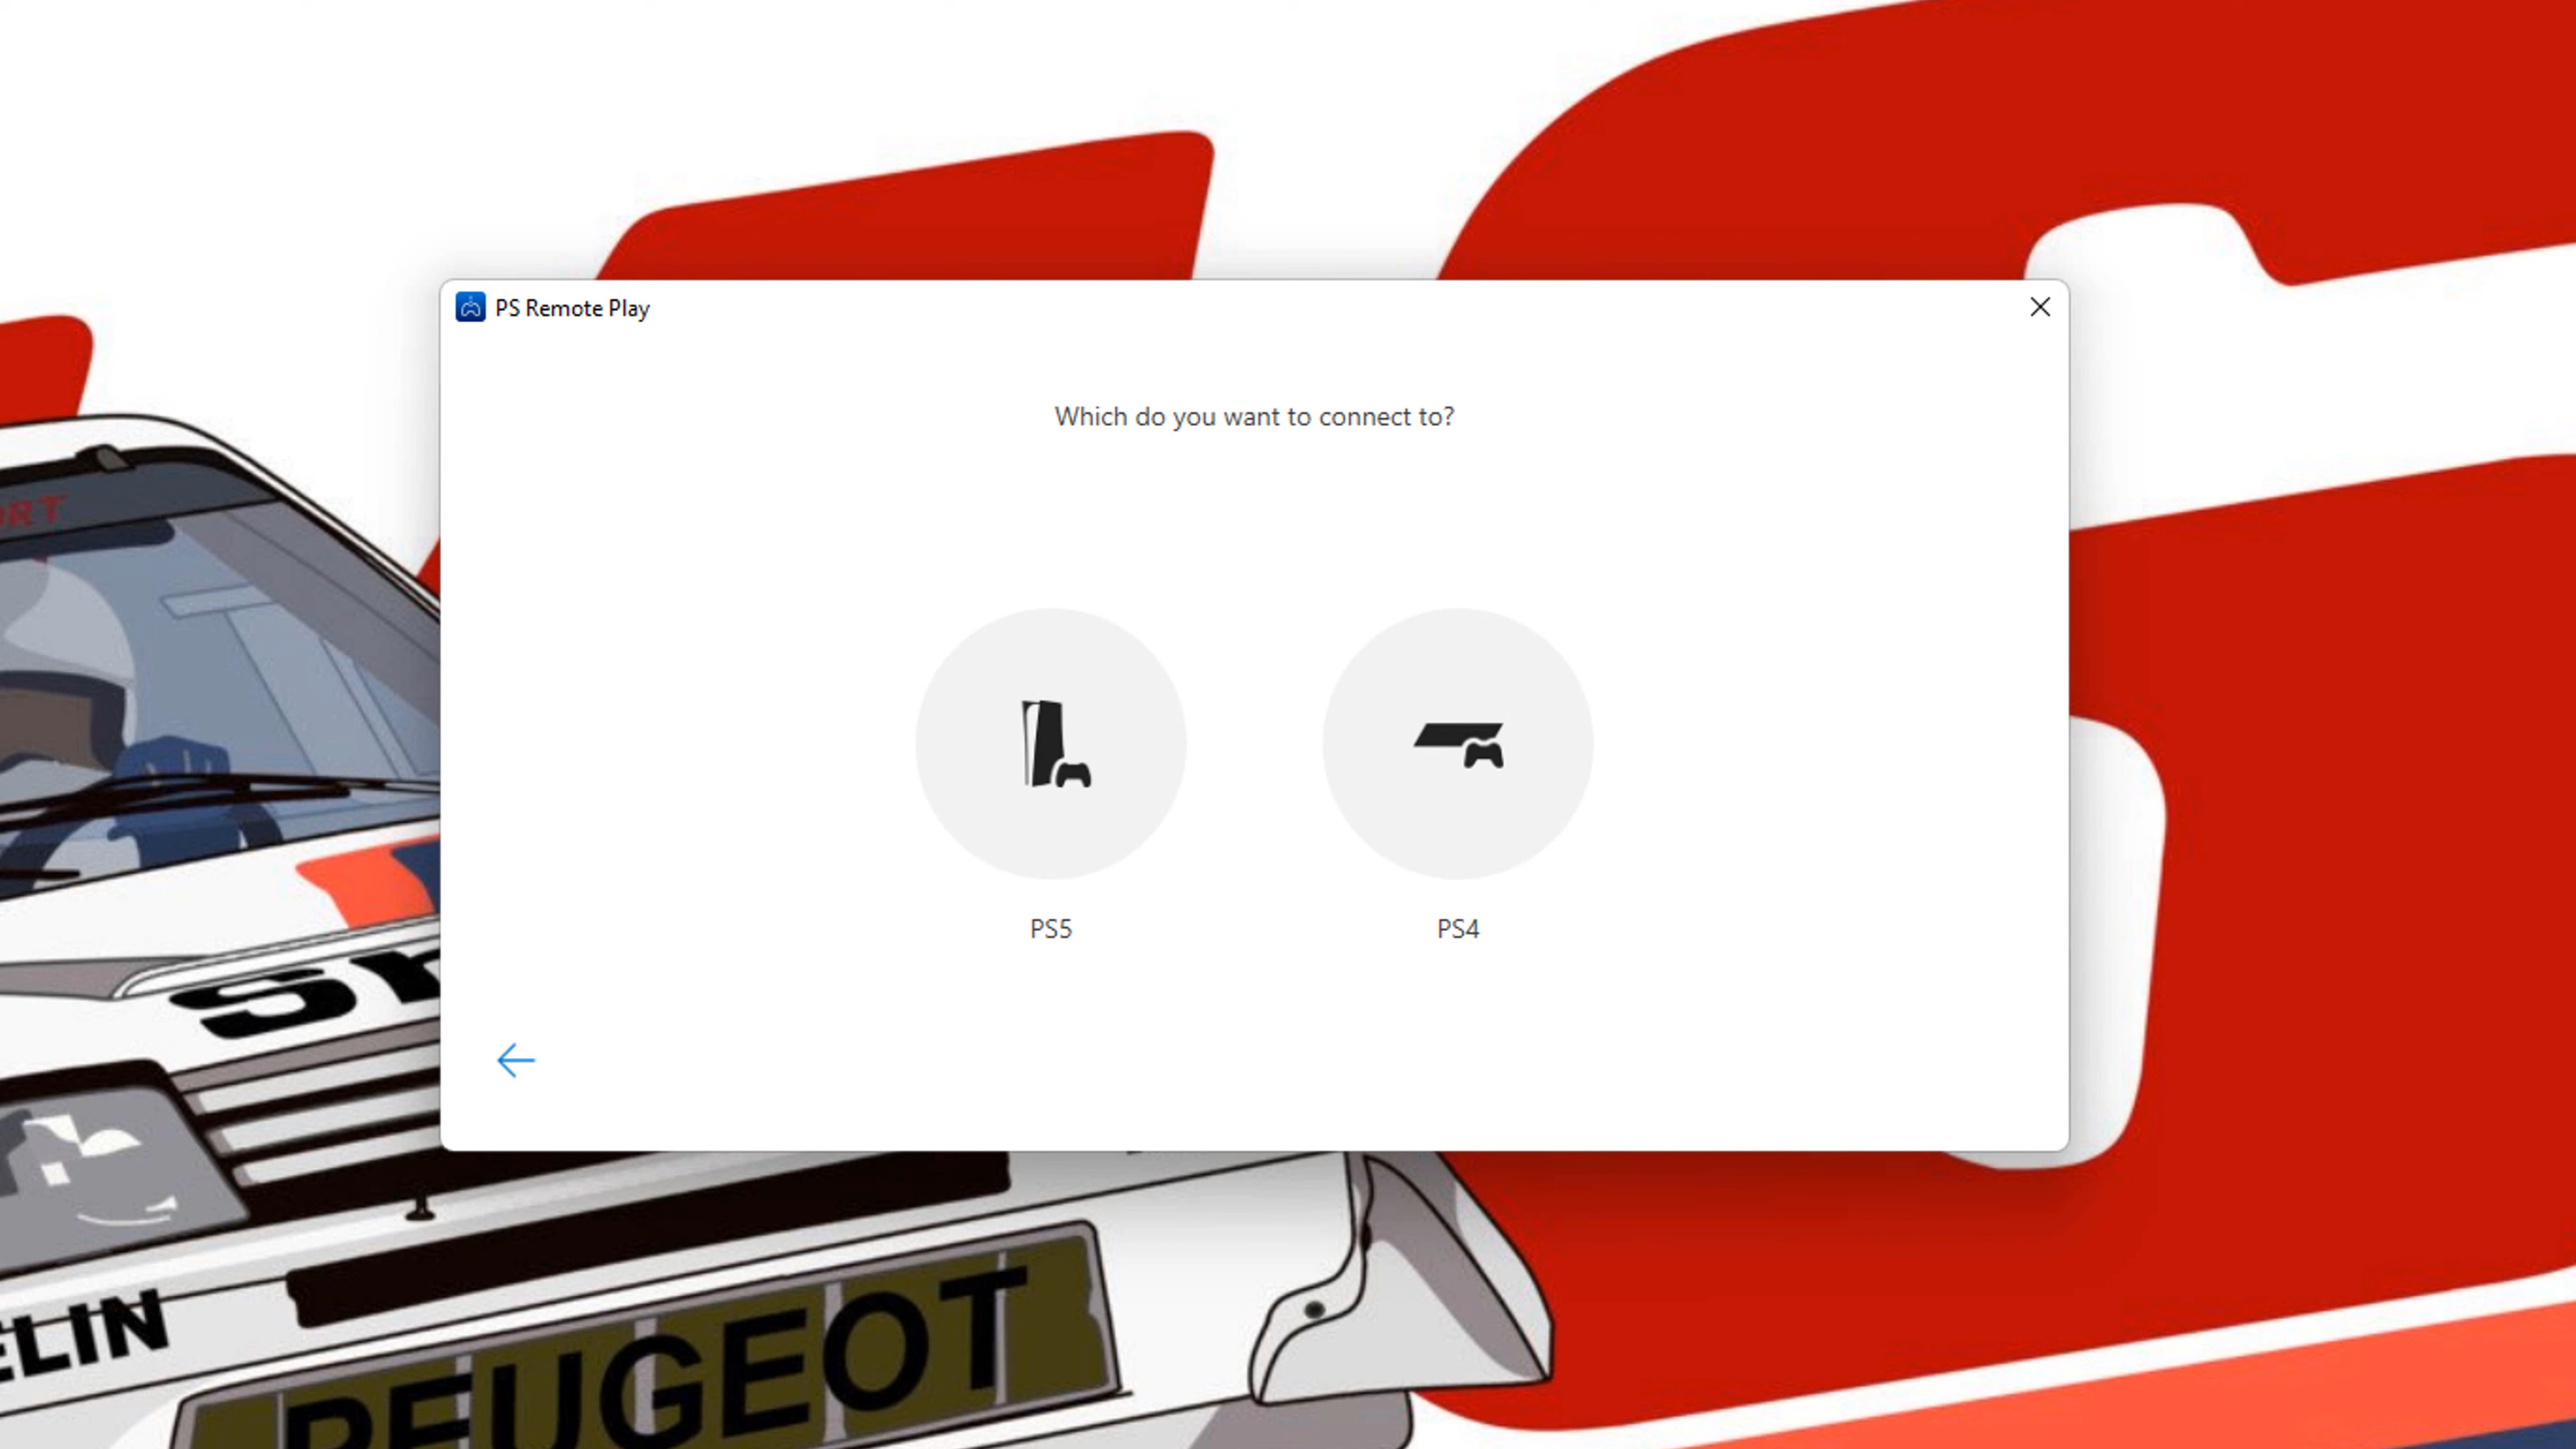 PS Remote Play
Which do you want to connect to?
PS5
PS4
PEUGEOT